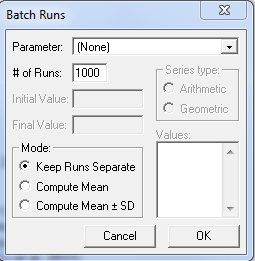 Batch Runs
Parameter: (None)
# of Runs: 1000
Series type:
Arithmetic
Geometric
Initial Value:
Final Value:
Values:
Mode:
Keep Runs Separate
Compute Mean
Compute Mean ± SD
Cancel
OK